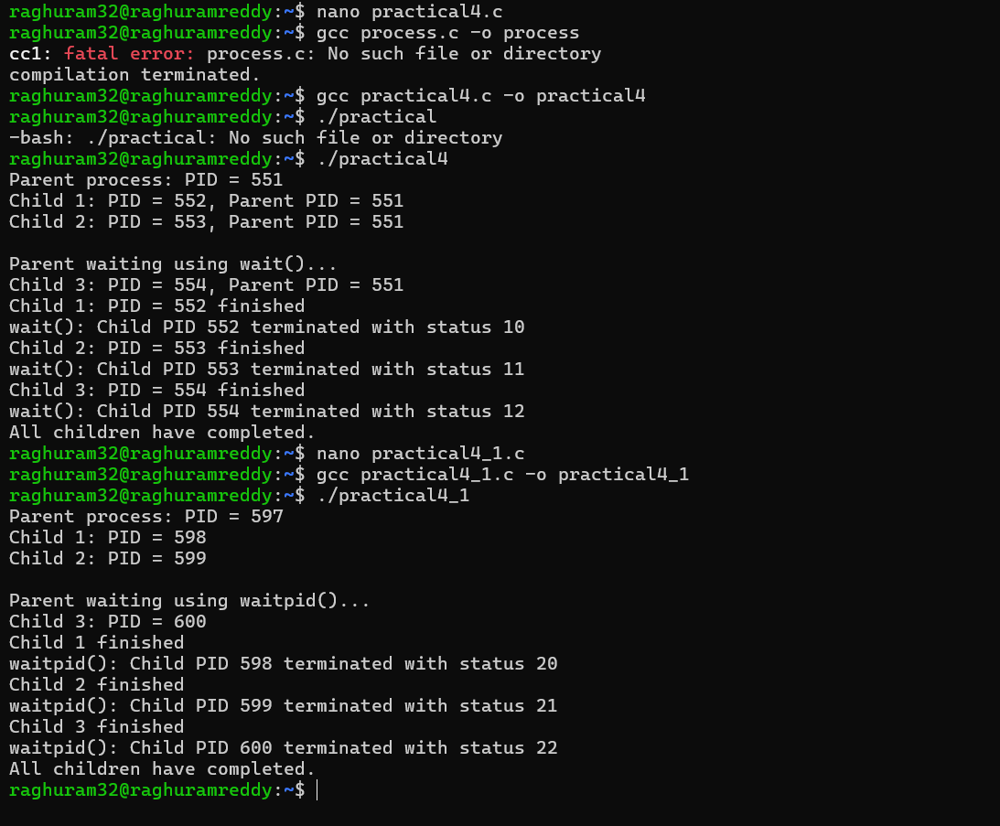 raghuram32@raghuramreddy:~$ nano practical4.c
raghuram32@raghuramreddy:~$ gcc process.c -o process
cc1: fatal error: process.c: No such file or directory
compilation terminated.
raghuram32@raghuramreddy:~$ gcc practical4.c -o practical4
raghuram32@raghuramreddy:~$ ./practical
-bash: ./practical: No such file or directory
raghuram32@raghuramreddy:~$ ./practical4
Parent process: PID = 551
Child 1: PID = 552, Parent PID = 551
Child 2: PID = 553, Parent PID = 551

Parent waiting using wait()...
Child 3: PID = 554, Parent PID = 551
Child 1: PID = 552 finished
wait(): Child PID 552 terminated with status 10
Child 2: PID = 553 finished
wait(): Child PID 553 terminated with status 11
Child 3: PID = 554 finished
wait(): Child PID 554 terminated with status 12
All children have completed.
raghuram32@raghuramreddy:~$ nano practical4_1.c
raghuram32@raghuramreddy:~$ gcc practical4_1.c -o practical4_1
raghuram32@raghuramreddy:~$ ./practical4_1
Parent process: PID = 597
Child 1: PID = 598
Child 2: PID = 599

Parent waiting using waitpid()...
Child 3: PID = 600
Child 1 finished
waitpid(): Child PID 598 terminated with status 20
Child 2 finished
waitpid(): Child PID 599 terminated with status 21
Child 3 finished
waitpid(): Child PID 600 terminated with status 22
All children have completed.
raghuram32@raghuramreddy:~$